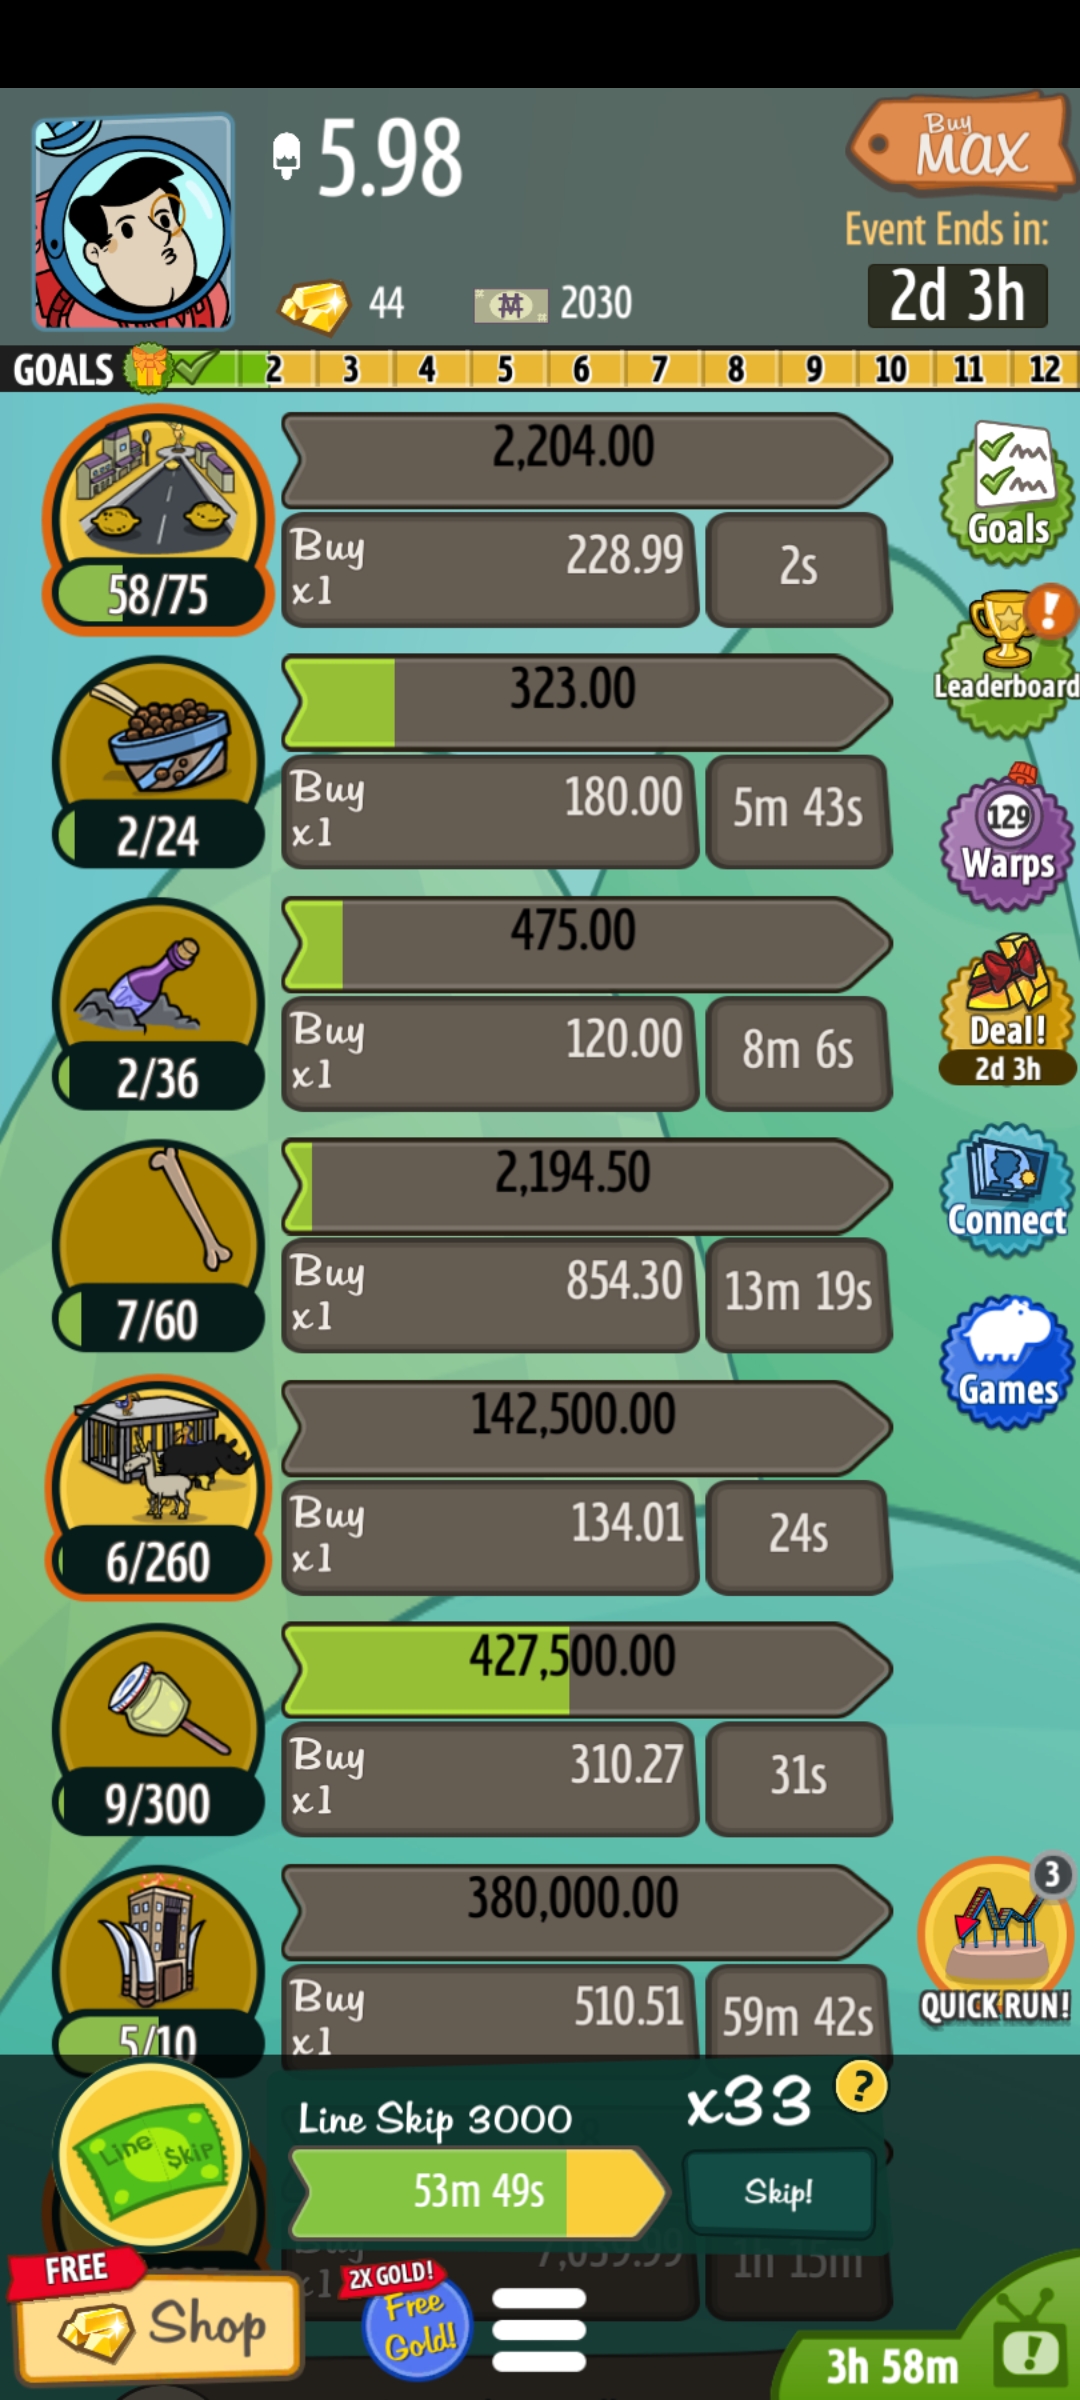 5.98
Buy
MAX
Event Ends in:
44
2030
2d 3h
GOALS
2 3 4 5 6 7 8 9 10 11 12
2,204.00
Buy
x1
228.99
2s
58/75
Goals
323.00
Buy
x1
180.00
5m 43s
2/24
!
Leaderboard
475.00
Buy
x1
120.00
8m 6s
2/36
129
Warps
2,194.50
Buy
x1
854.30
13m 19s
7/60
Deal!
2d 3h
142,500.00
Buy
x1
134.01
24s
6/260
Connect
Games
427,500.00
Buy
x1
310.27
31s
9/300
380,000.00
Buy
x1
510.51
59m 42s
5/10
3
QUICK RUN!
Line Skip
Line Skip 3000
x33
?
53m 49s
Skip!
Buy
x1
7,039.99
1h 15m
FREE
Shop
2X GOLD!
Free
Gold!
3h 58m
!